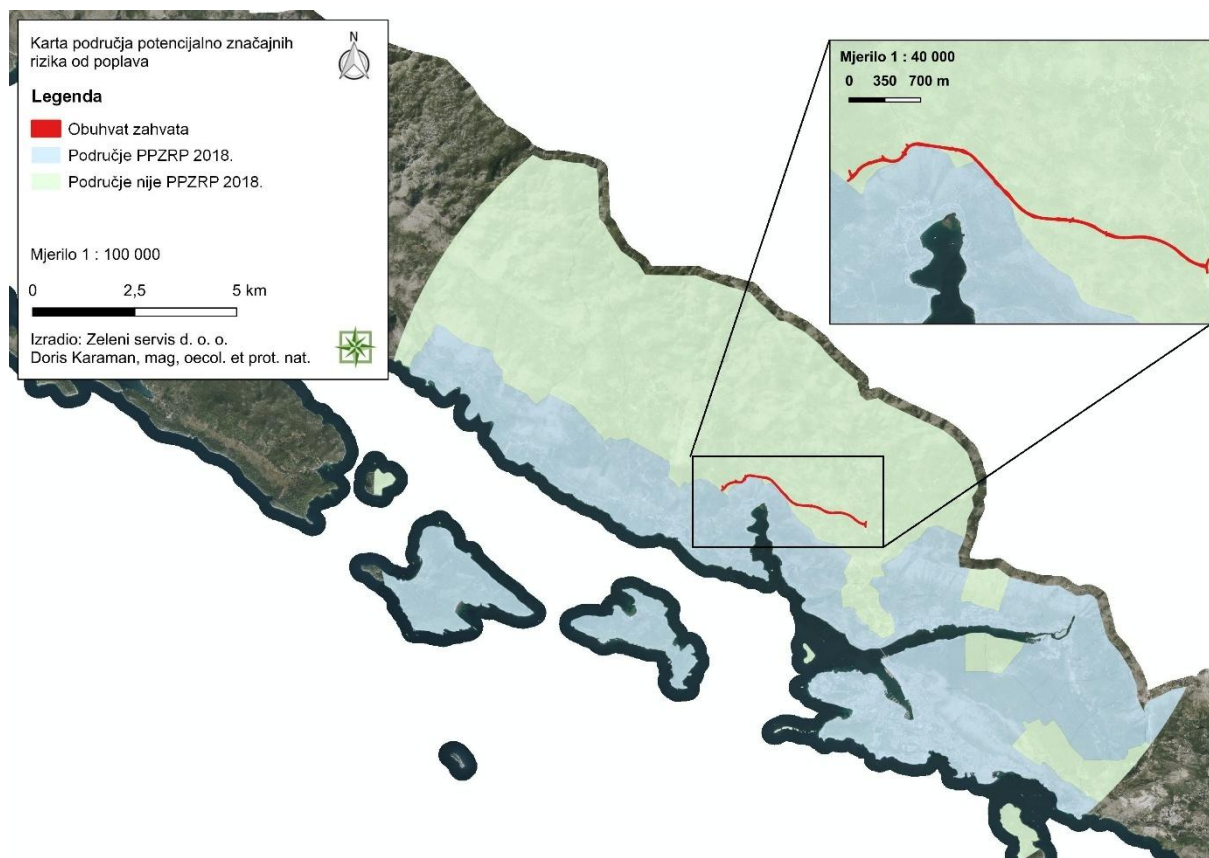 Karta područja potencijalno značajnih
rizika od poplava
N
Legenda
Obuhvat zahvata
Područje PPZRP 2018.
Područje nije PPZRP 2018.
Mjerilo 1 : 100 000
0 2,5 5 km
Izradio: Zeleni servis d. o. o.
Doris Karaman, mag, oecol. et prot. nat.
Mjerilo 1 : 40 000
0 350 700 m